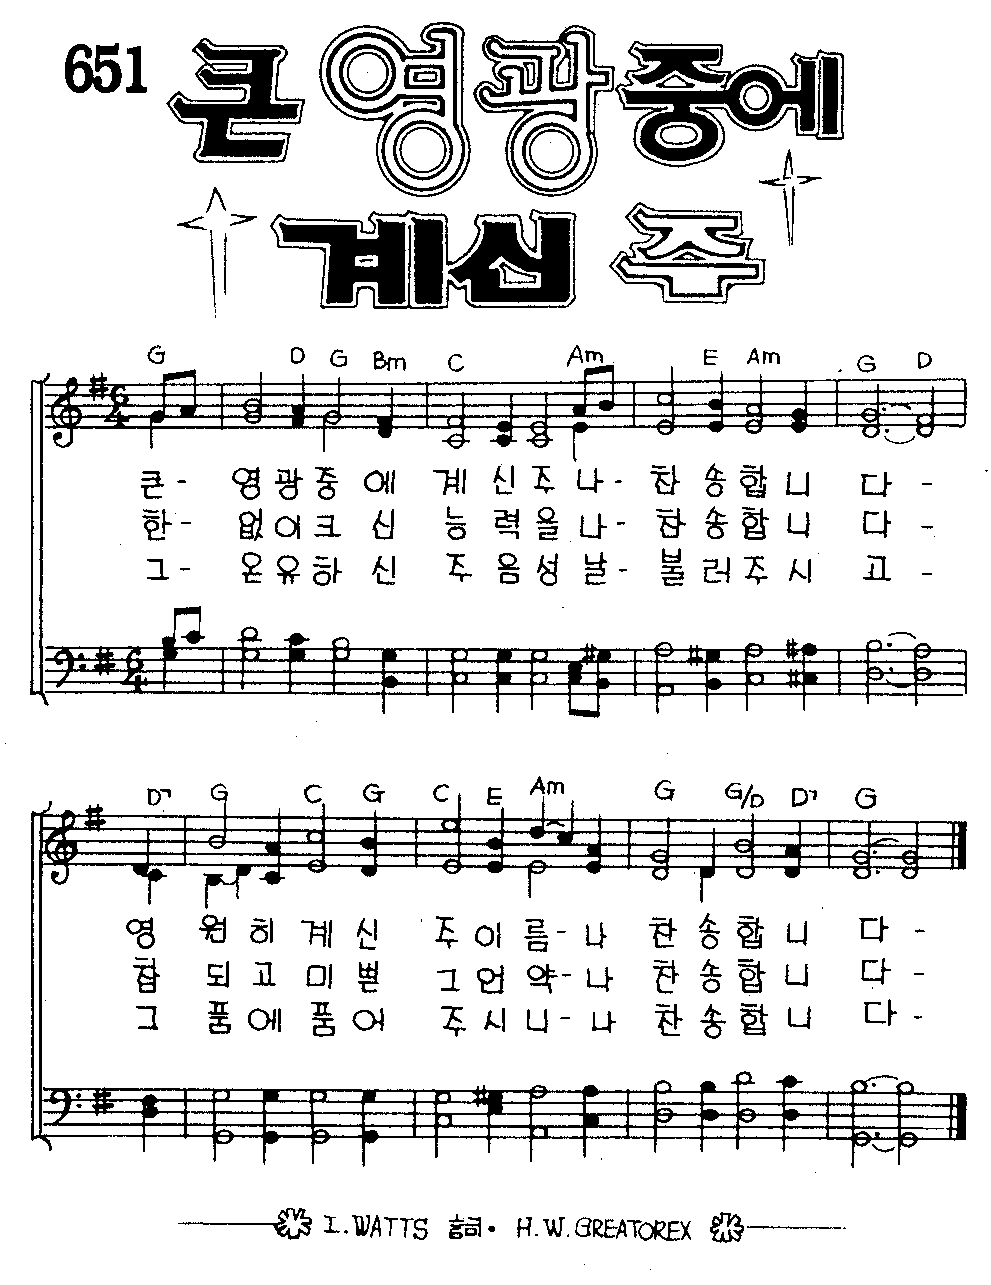 651 큰 영광 중에
계신 주
G D G Bm C Am E Am G D
6 4
큰- 영광중에 계신주나- 찬송합니 다-
한- 없이크신 능력을나- 찬송합니 다-
그- 온유하신 주음성날- 불러주시 고-
6 4
D7 G C G C E Am G G/D D7 G
영 원히계신 주이름-나 찬송합니 다-
참 되고미쁜 그언약-나 찬송합니 다-
그 품에품어 주시니-나 찬송합니 다-
I. WATTS 詞 · H. W. GREATOREX